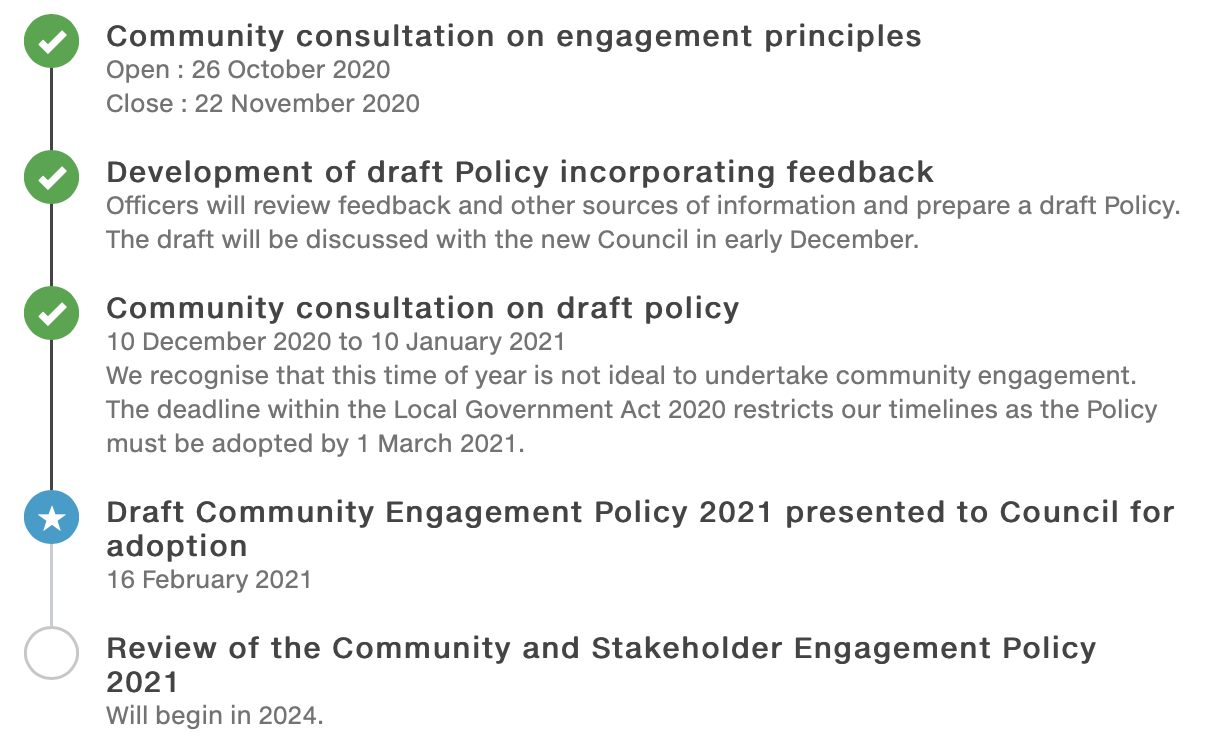 Community consultation on engagement principles
Open : 26 October 2020
Close : 22 November 2020
Development of draft Policy incorporating feedback
Officers will review feedback and other sources of information and prepare a draft Policy.
The draft will be discussed with the new Council in early December.
Community consultation on draft policy
10 December 2020 to 10 January 2021
We recognise that this time of year is not ideal to undertake community engagement.
The deadline within the Local Government Act 2020 restricts our timelines as the Policy
must be adopted by 1 March 2021.
Draft Community Engagement Policy 2021 presented to Council for
adoption
16 February 2021
Review of the Community and Stakeholder Engagement Policy
2021
Will begin in 2024.